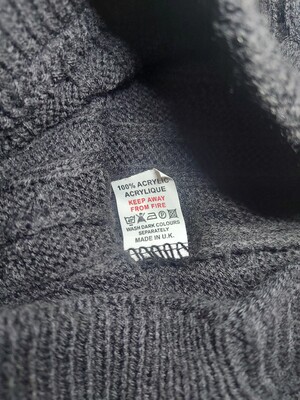 100% ACRYLIC
ACRYLIQUE
KEEP AWAY
FROM FIRE
WASH DARK COLOURS
SEPARATELY
MADE IN U.K.